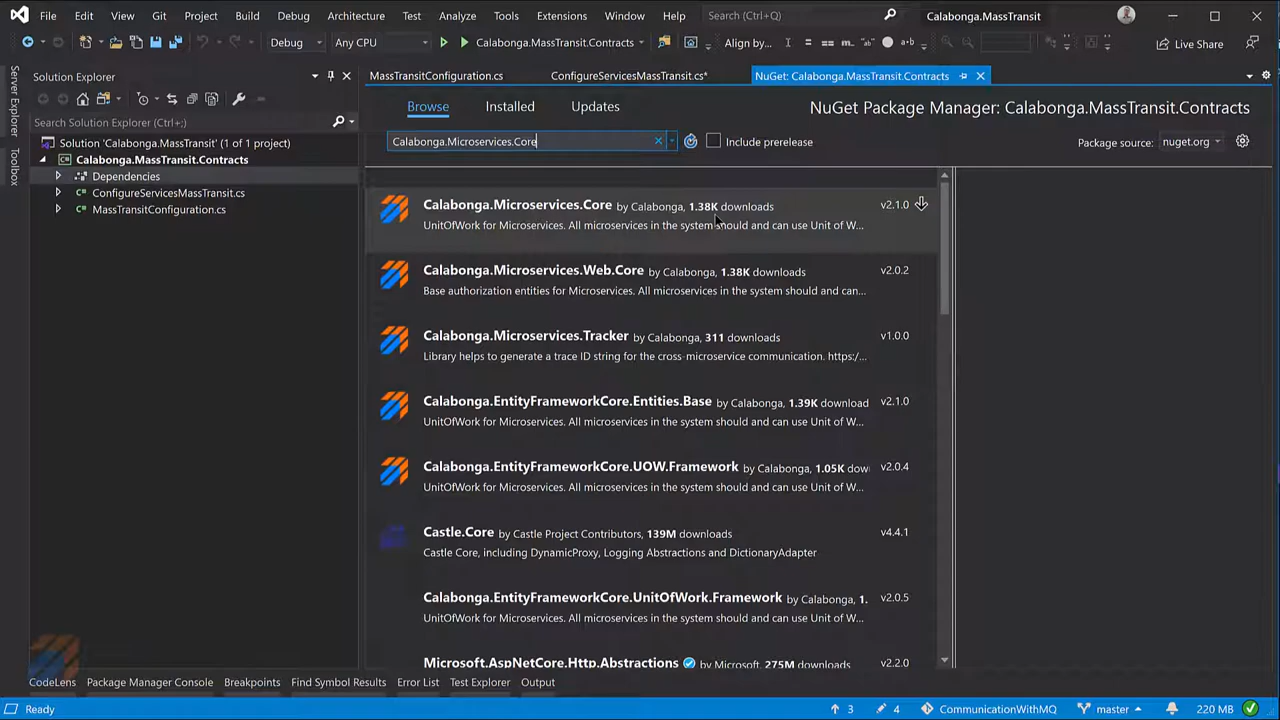 File Edit View Git Project Build Debug Architecture Test Analyze Tools Extensions Window Help Search (Ctrl+Q) Calabonga.MassTransit
Debug Any CPU Calabonga.MassTransit.Contracts Align by... Live Share
Server Explorer
Toolbox
Solution Explorer
Search Solution Explorer (Ctrl+;)
Solution 'Calabonga.MassTransit' (1 of 1 project)
Calabonga.MassTransit.Contracts
Dependencies
ConfigureServicesMassTransit.cs
MassTransitConfiguration.cs
MassTransitConfiguration.cs ConfigureServicesMassTransit.cs* NuGet: Calabonga.MassTransit.Contracts
Browse Installed Updates NuGet Package Manager: Calabonga.MassTransit.Contracts
Calabonga.Microservices.Core Include prerelease Package source: nuget.org
Calabonga.Microservices.Core by Calabonga, 1.38K downloads v2.1.0
UnitOfWork for Microservices. All microservices in the system should and can use Unit of W...
Calabonga.Microservices.Web.Core by Calabonga, 1.38K downloads v2.0.2
Base authorization entities for Microservices. All microservices in the system should and can...
Calabonga.Microservices.Tracker by Calabonga, 311 downloads v1.0.0
Library helps to generate a trace ID string for the cross-microservice communication. https:/...
Calabonga.EntityFrameworkCore.Entities.Base by Calabonga, 1.39K download v2.1.0
UnitOfWork for Microservices. All microservices in the system should and can use Unit of W...
Calabonga.EntityFrameworkCore.UOW.Framework by Calabonga, 1.05K dow v2.0.4
UnitOfWork for Microservices. All microservices in the system should and can use Unit of W...
Castle.Core by Castle Project Contributors, 139M downloads v4.4.1
Castle Core, including DynamicProxy, Logging Abstractions and DictionaryAdapter
Calabonga.EntityFrameworkCore.UnitOfWork.Framework by Calabonga, 1. v2.0.5
UnitOfWork for Microservices. All microservices in the system should and can use Unit of W...
Microsoft.AspNetCore.Http.Abstractions by Microsoft, 275M downloads v2.2.0
CodeLens Package Manager Console Breakpoints Find Symbol Results Error List Test Explorer Output
Ready 3 4 CommunicationWithMQ master 220 MB